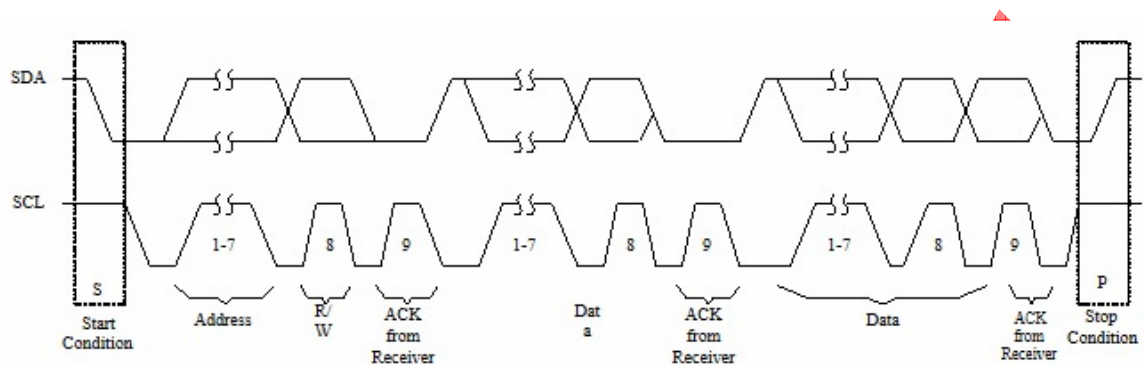 SDA
SCL
1-7
8
9
1-7
8
9
1-7
8
9
S
P
Start
Condition
Address
R/
W
ACK
from
Receiver
Dat
a
ACK
from
Receiver
Data
ACK
from
Receiver
Stop
Condition